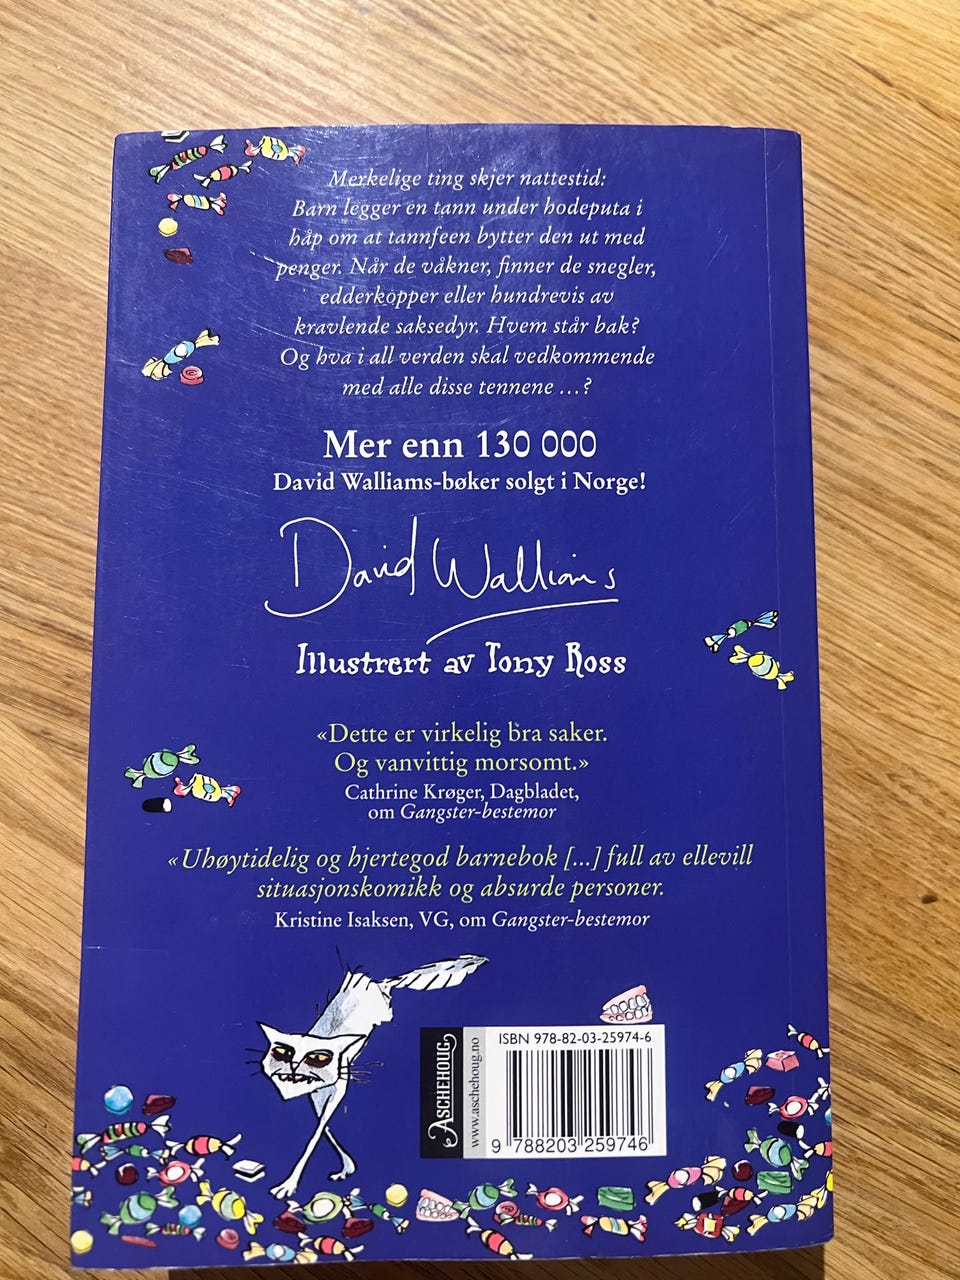 Merkelige ting skjer nattestid:
Barn legger en tann under hodeputa i
håp om at tannfeen bytter den ut med
penger. Når de våkner, finner de snegler,
edderkopper eller hundrevis av
kravlende saksedyr. Hvem står bak?
Og hva i all verden skal vedkommende
med alle disse tennene ...?
Mer enn 130 000
David Walliams-bøker solgt i Norge!
David Walliams
Illustrert av Tony Ross
«Dette er virkelig bra saker.
Og vanvittig morsomt.»
Cathrine Krøger, Dagbladet,
om Gangster-bestemor
« Uhøytidelig og hjertegod barnebok [...] full av ellevill
situasjonskomikk og absurde personer.
Kristine Isaksen, VG, om Gangster-bestemor
ASCHEHOUG
www.aschehoug.no
ISBN 978-82-03-25974-6
9 788203 259746